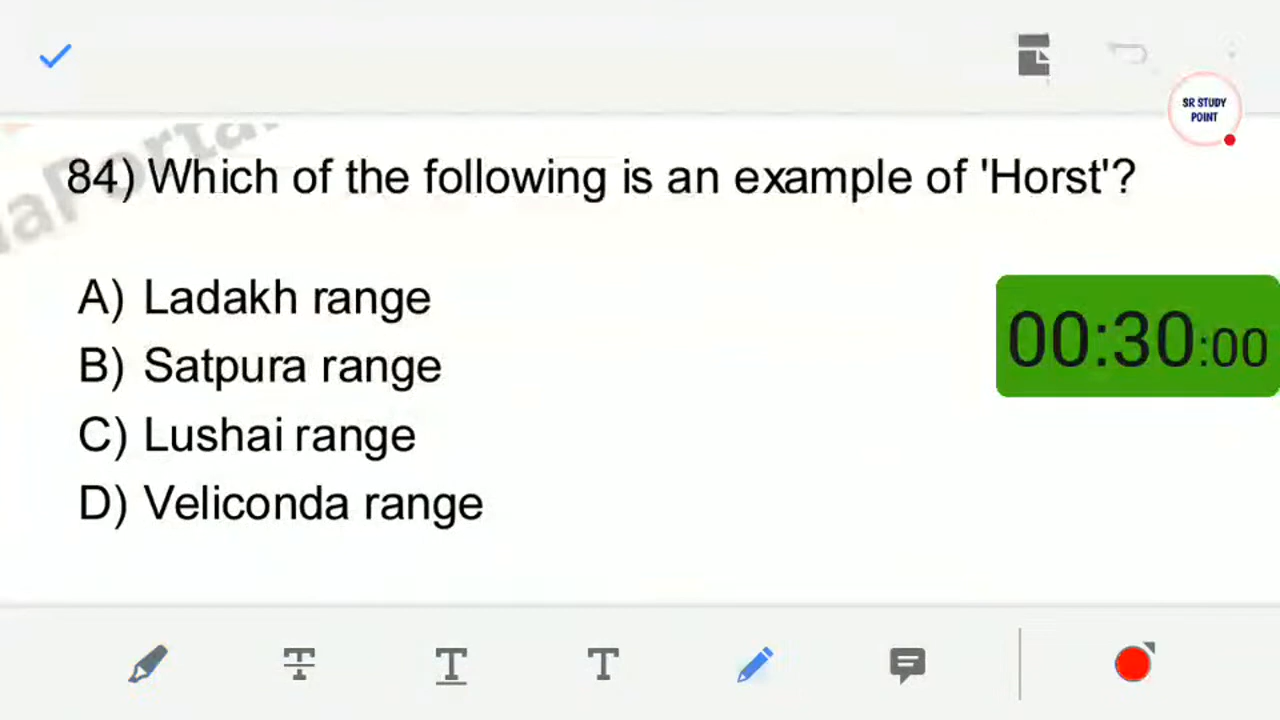 SR STUDY
POINT
84) Which of the following is an example of 'Horst'?
A) Ladakh range
B) Satpura range
C) Lushai range
D) Veliconda range
00:30:00